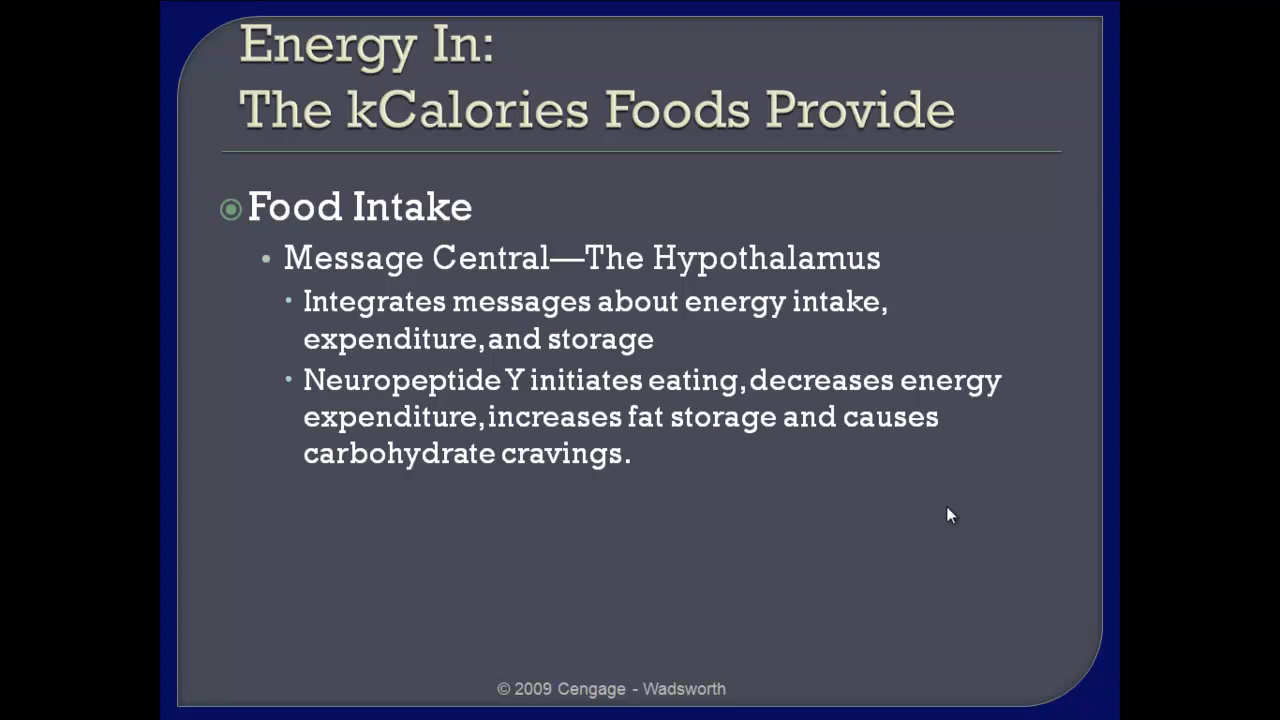 Energy In:
The kCalories Foods Provide
Food Intake
Message Central—The Hypothalamus
Integrates messages about energy intake,
expenditure, and storage
Neuropeptide Y initiates eating, decreases energy
expenditure, increases fat storage and causes
carbohydrate cravings.
© 2009 Cengage - Wadsworth